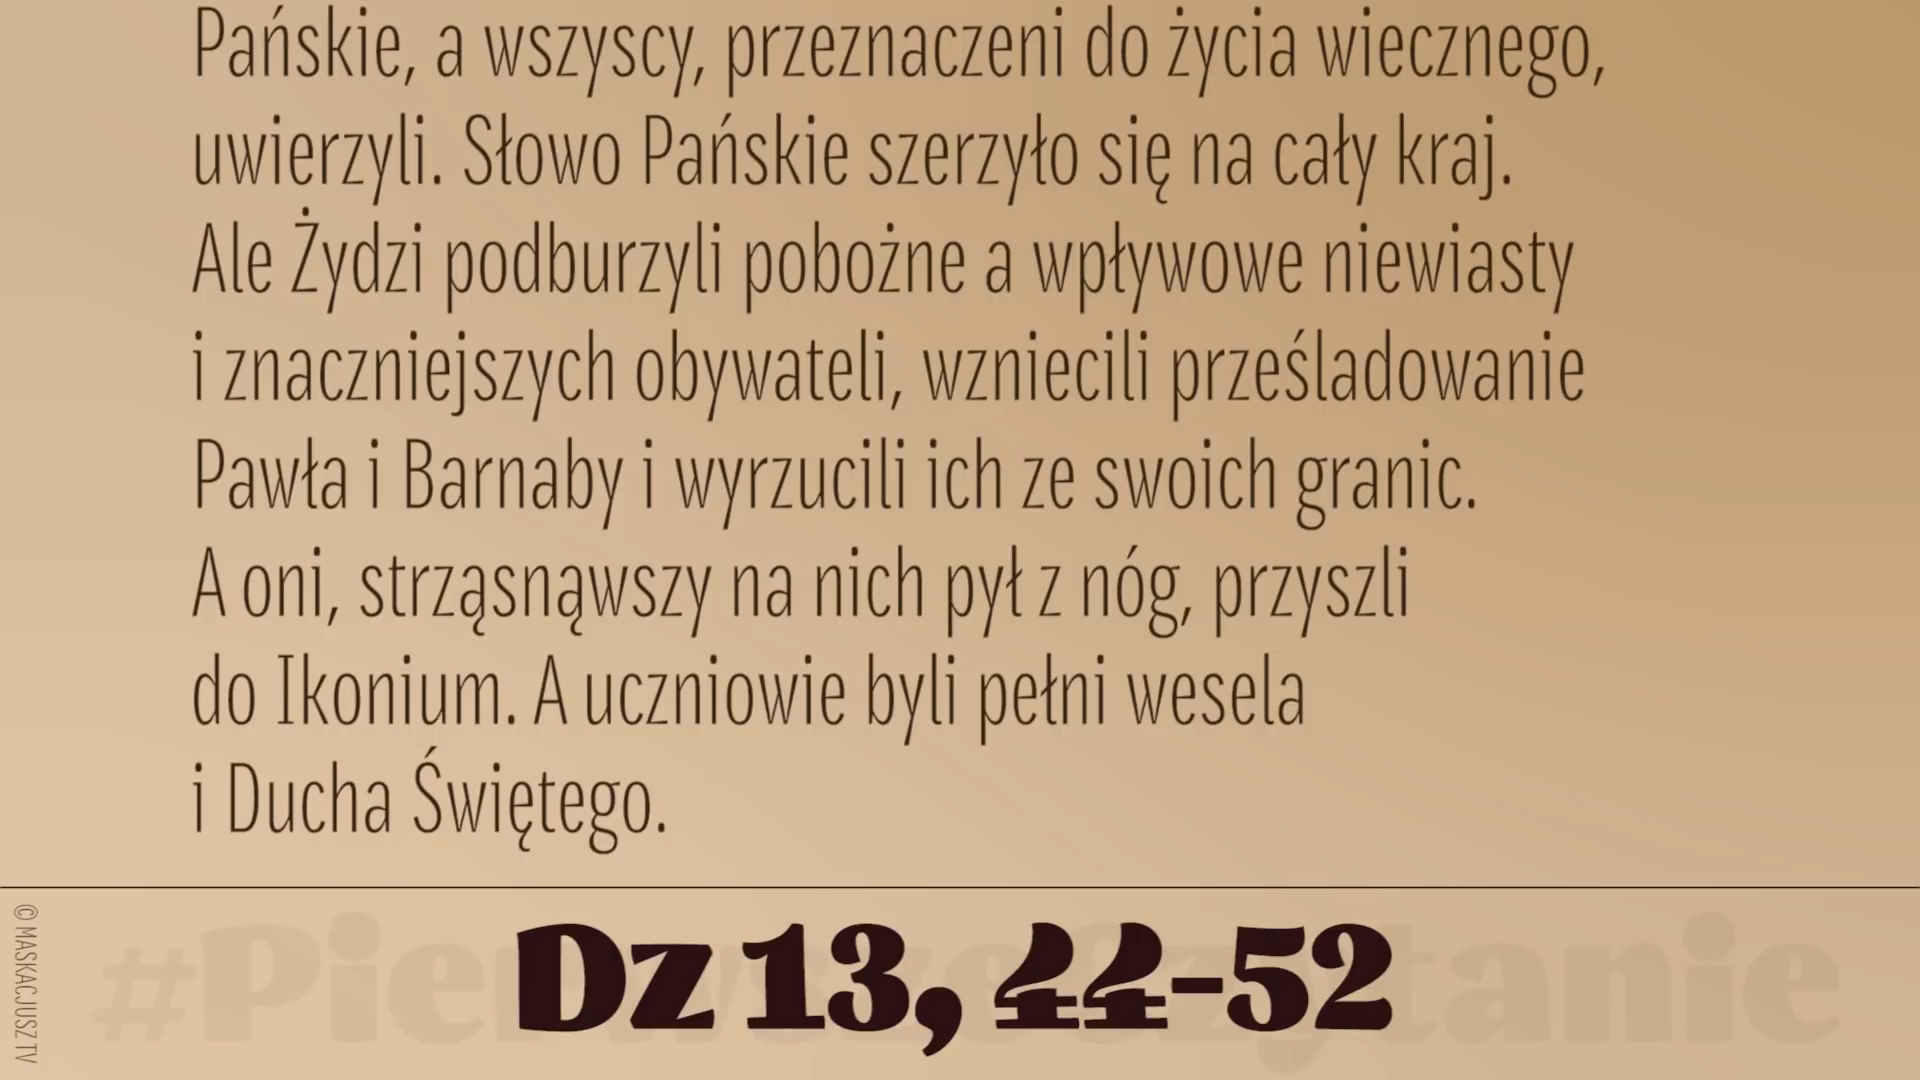 Pańskie, a wszyscy, przeznaczeni do życia wiecznego,
uwierzyli. Słowo Pańskie szerzyło się na cały kraj.
Ale Żydzi podburzyli pobożne a wpływowe niewiasty
i znaczniejszych obywateli, wzniecili prześladowanie
Pawła i Barnaby i wyrzucili ich ze swoich granic.
A oni, strząsnąwszy na nich pył z nóg, przyszli
do Ikonium. A uczniowie byli pełni wesela
i Ducha Świętego.
#PierwszeCzytanie
Dz 13, 44-52
© MASKACJUSZ TV